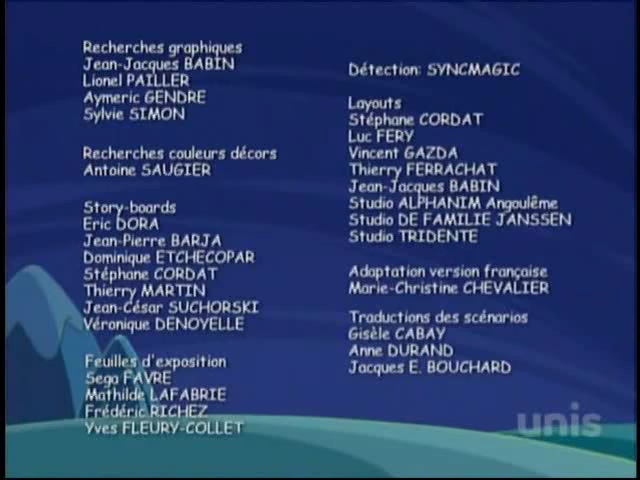 Recherches graphiques
Jean-Jacques BABIN
Lionel PAILLER
Aymeric GENDRE
Sylvie SIMON
Recherches couleurs décors
Antoine SAUGIER
Story-boards
Eric DORA
Jean-Pierre BARJA
Dominique ETCHECOPAR
Stéphane CORDAT
Thierry MARTIN
Jean-César SUCHORSKI
Véronique DENOYELLE
Feuilles d'exposition
Sega FAVRE
Mathilde LAFABRIE
Frédéric RICHEZ
Yves FLEURY-COLLET
Détection: SYNCMAGIC
Layouts
Stéphane CORDAT
Luc FERY
Vincent GAZDA
Thierry FERRACHAT
Jean-Jacques BABIN
Studio ALPHANIM Angoulême
Studio DE FAMILIE JANSSEN
Studio TRIDENTE
Adaptation version française
Marie-Christine CHEVALIER
Traductions des scénarios
Gisèle CABAY
Anne DURAND
Jacques E. BOUCHARD
unis